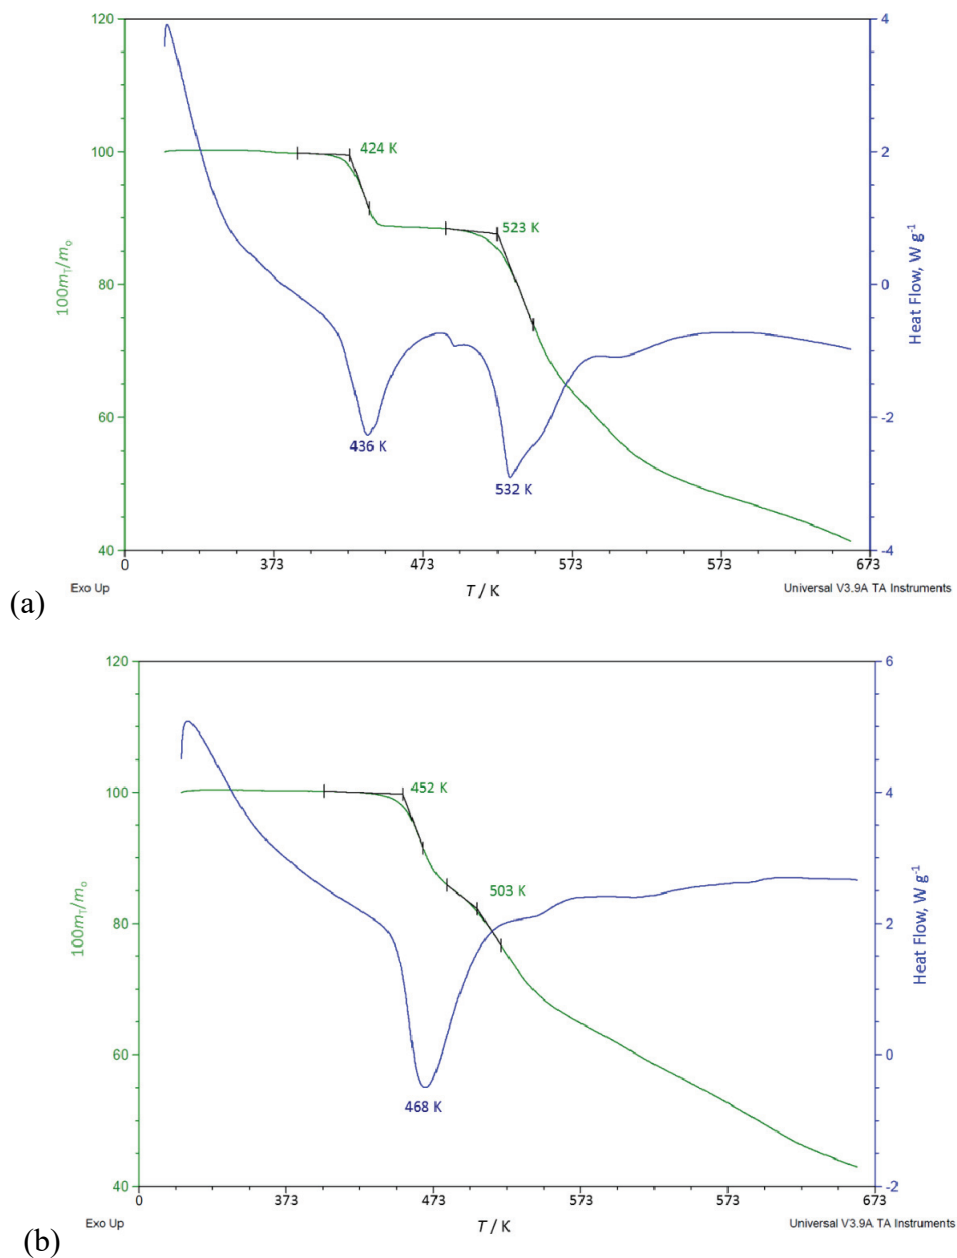 120
4
424 K
100
2
523 K
100m_T/m_o
80
0
Heat Flow, W g⁻¹
60
-2
436 K
532 K
40
-4
0 373 473 573 573 673
Exo Up
T / K
Universal V3.9A TA Instruments
(a)
120
6
452 K
100
4
503 K
100m_T/m_o
80
2
Heat Flow, W g⁻¹
60
0
468 K
40
-2
0 373 473 573 573 673
Exo Up
T / K
Universal V3.9A TA Instruments
(b)